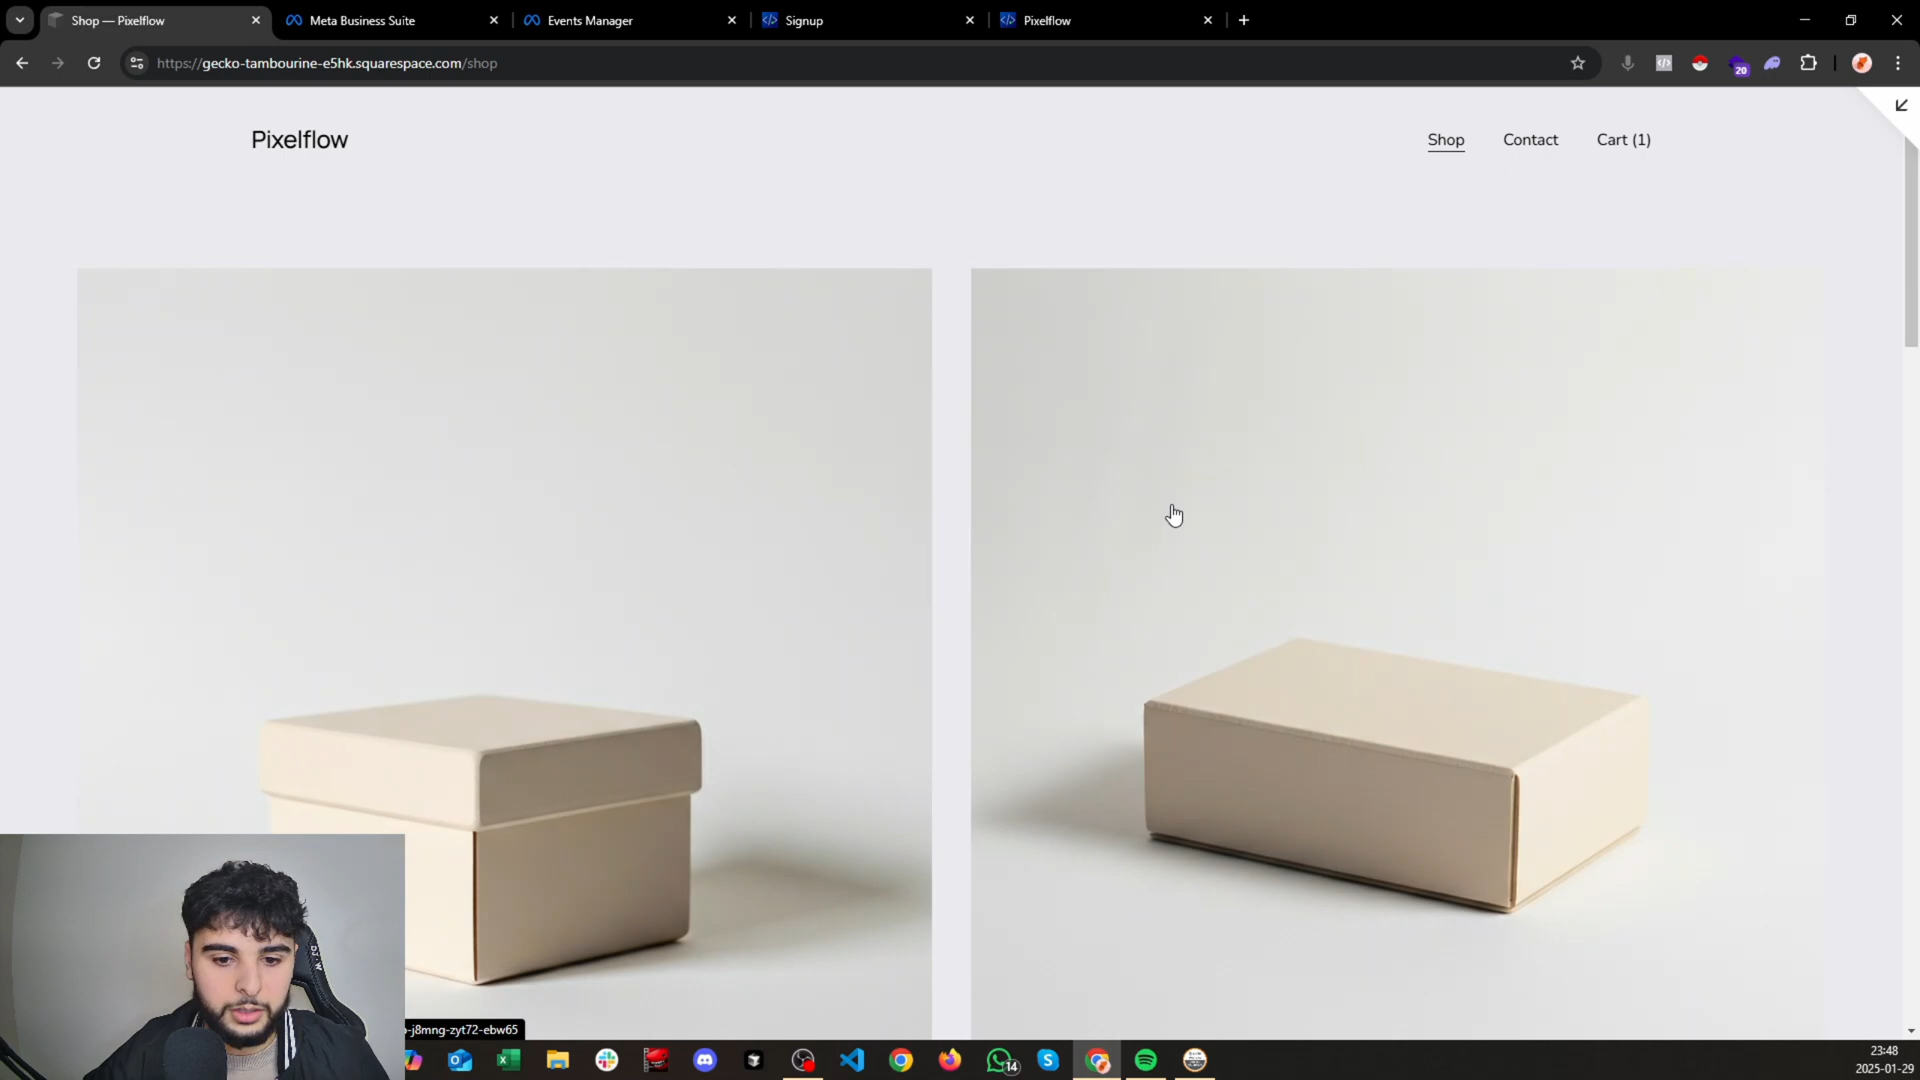 Shop — Pixelflow
Meta Business Suite
Events Manager
Signup
Pixelflow
https://gecko-tambourine-e5hk.squarespace.com/shop
20
Pixelflow
Shop
Contact
Cart (1)
-j8mng-zyt72-ebw65
14
23:48
2025-01-29